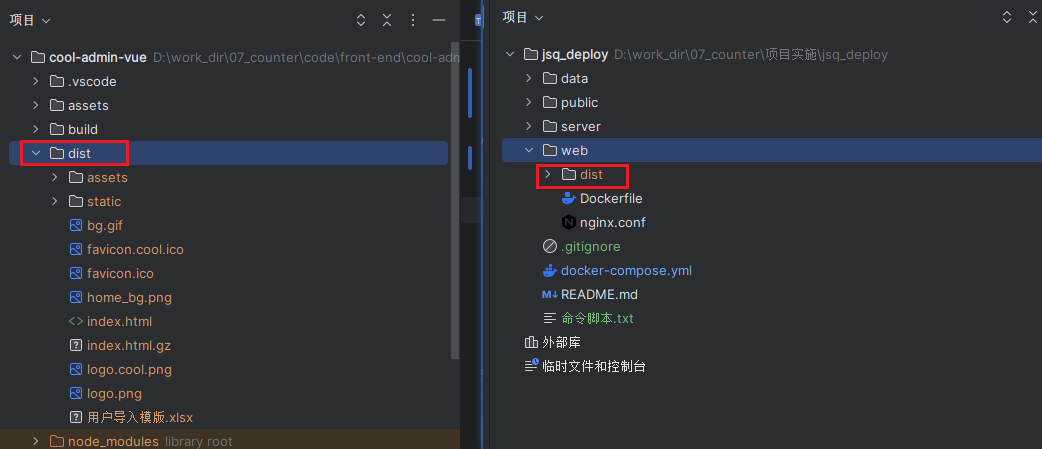 项目
cool-admin-vue D:\work_dir\07_counter\code\front-end\cool-adm
.vscode
assets
build
dist
assets
static
bg.gif
favicon.cool.ico
favicon.ico
home_bg.png
index.html
index.html.gz
logo.cool.png
logo.png
用户导入模版.xlsx
node_modules library root
项目
jsq_deploy D:\work_dir\07_counter\项目实施\jsq_deploy
data
public
server
web
dist
Dockerfile
nginx.conf
.gitignore
docker-compose.yml
README.md
命令脚本.txt
外部库
临时文件和控制台